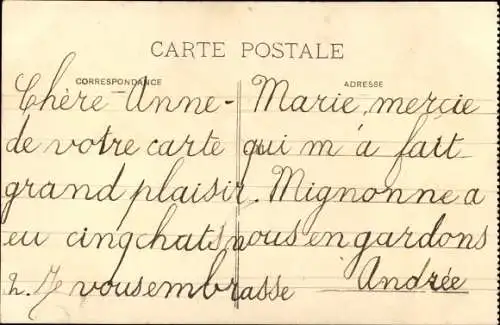 CARTE POSTALE
CORRESPONDANCE ADRESSE
Chère Anne-Marie, mercie
de votre carte qui m'à fait
grand plaisir. Mignonne a
eu cinq chats, nous en gardons
2. Je vous embrasse Andrée